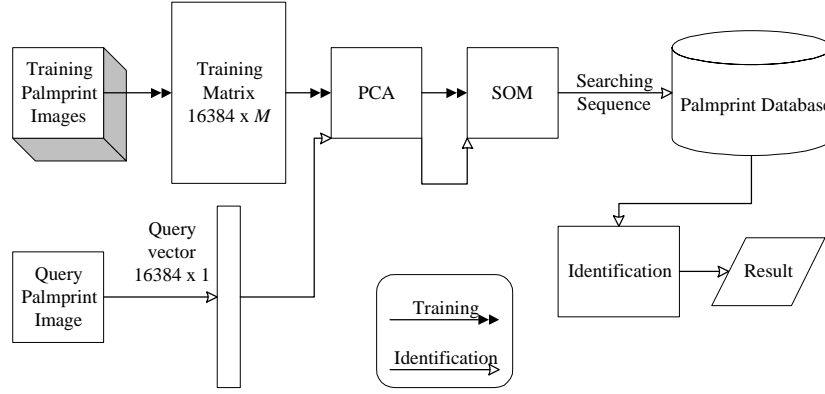 Training
Palmprint
Images
Training
Matrix
16384 x M
PCA
SOM
Searching
Sequence
Palmprint Database
Query
Palmprint
Image
Query
vector
16384 x 1
Identification
Result
Training
Identification